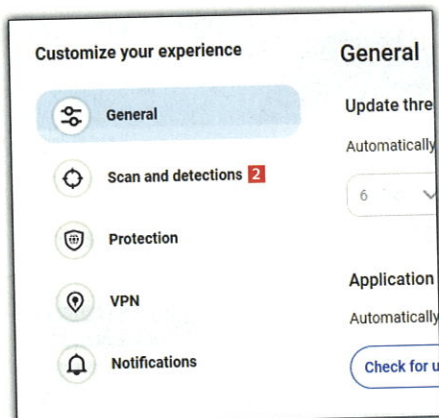 Customize your experience
General
Scan and detections 2
Protection
VPN
Notifications
General
Update thre
Automatically
6
Application
Automatically
Check for u